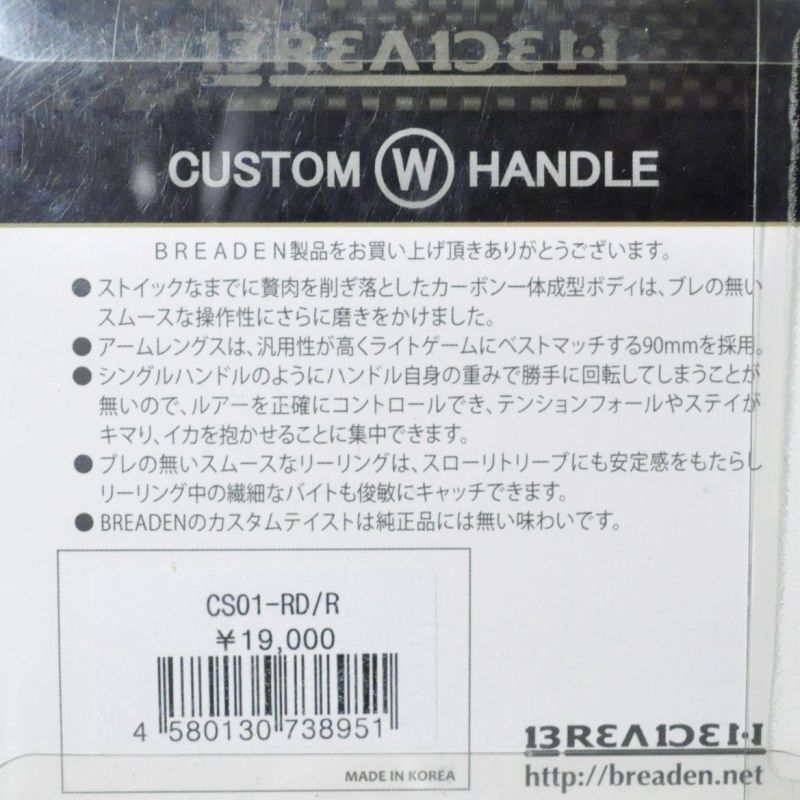 BREADEN
CUSTOM W HANDLE
BREADEN製品をお買い上げ頂きありがとうございます。
●ストイックなまでに贅肉を削ぎ落としたカーボン一体成型ボディは、ブレの無い
スムースな操作性にさらに磨きをかけました。
●アームレングスは、汎用性が高くライトゲームにベストマッチする90mmを採用。
●シングルハンドルのようにハンドル自身の重みで勝手に回転してしまうことが
無いので、ルアーを正確にコントロールでき、テンションフォールやステイが
キマり、イカを抱かせることに集中できます。
●ブレの無いスムースなリーリングは、スローリトリーブにも安定感をもたらし
リーリング中の繊細なバイトも俊敏にキャッチできます。
●BREADENのカスタムテイストは純正品には無い味わいです。
CS01-RD/R
¥19,000
4 580130 738951
MADE IN KOREA
BREADEN
http://breaden.net